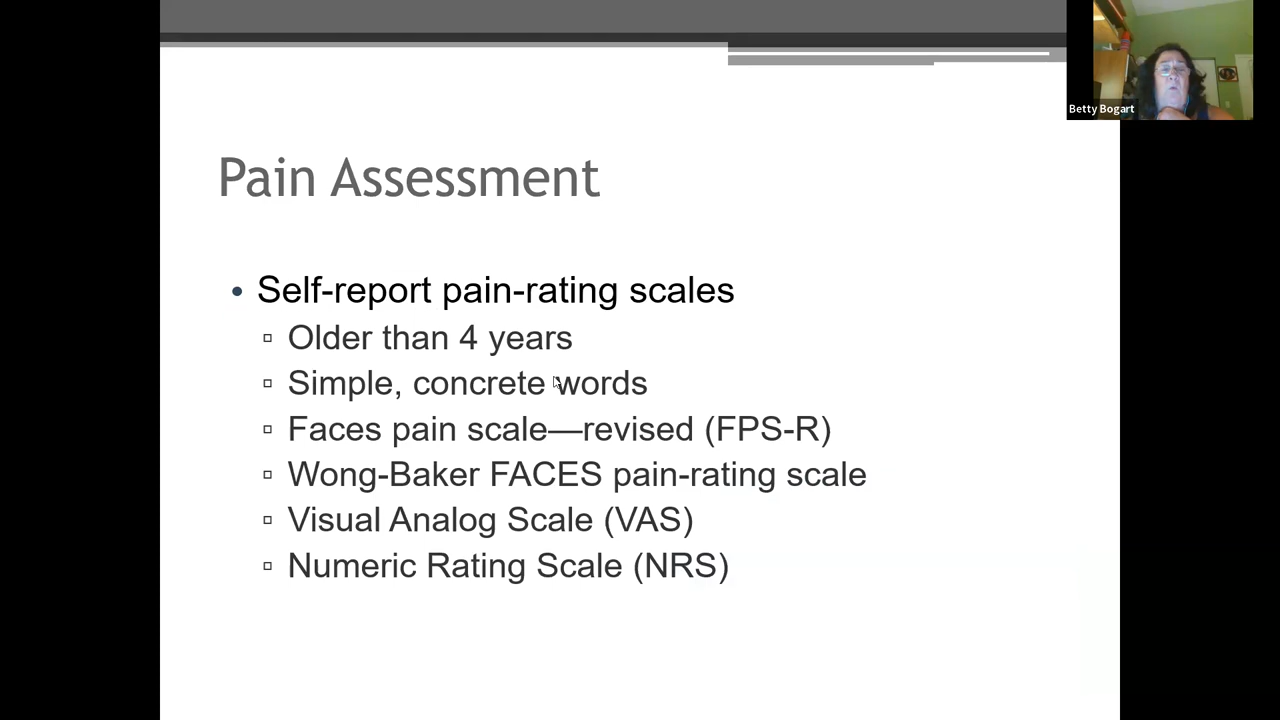 Betty Bogart
Pain Assessment
• Self-report pain-rating scales
▫ Older than 4 years
▫ Simple, concrete words
▫ Faces pain scale—revised (FPS-R)
▫ Wong-Baker FACES pain-rating scale
▫ Visual Analog Scale (VAS)
▫ Numeric Rating Scale (NRS)